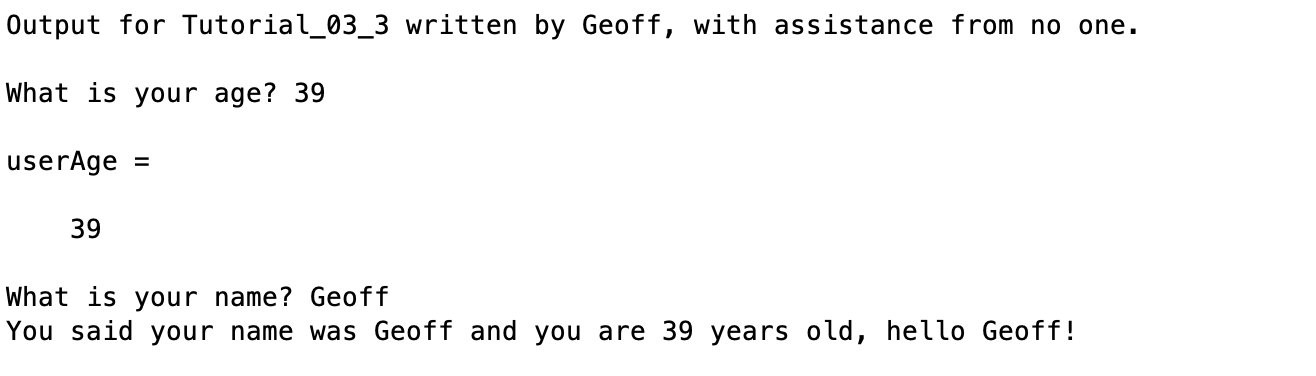 Output for Tutorial_03_3 written by Geoff, with assistance from no one.
What is your age? 39
userAge =
39
What is your name? Geoff
You said your name was Geoff and you are 39 years old, hello Geoff!